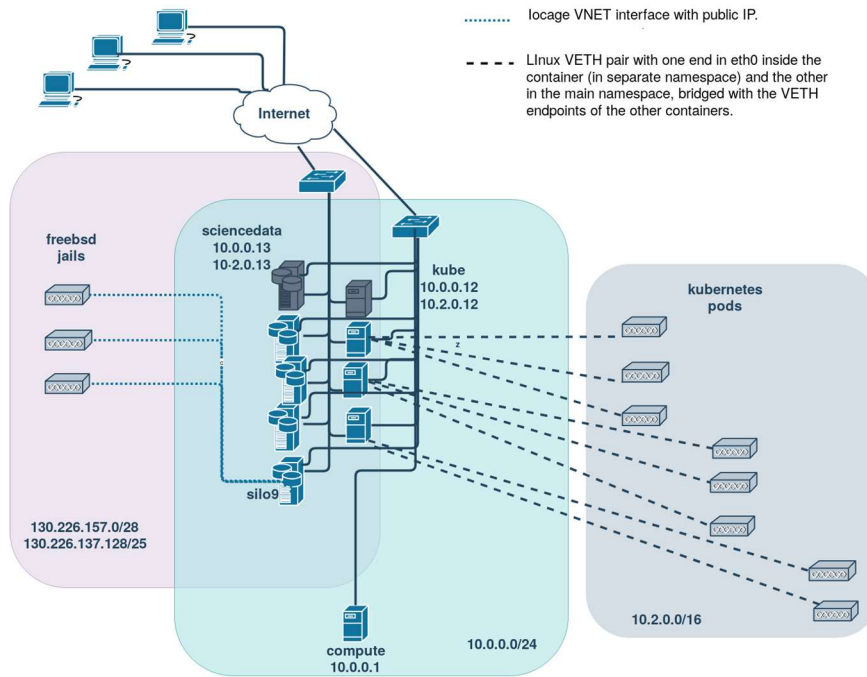 Iocage VNET interface with public IP.
LInux VETH pair with one end in eth0 inside the
container (in separate namespace) and the other
in the main namespace, bridged with the VETH
endpoints of the other containers.
Internet
freebsd
jails
sciencedata
10.0.0.13
10.2.0.13
kube
10.0.0.12
10.2.0.12
kubernetes
pods
z
silo9
130.226.157.0/28
130.226.137.128/25
10.2.0.0/16
10.0.0.0/24
compute
10.0.0.1